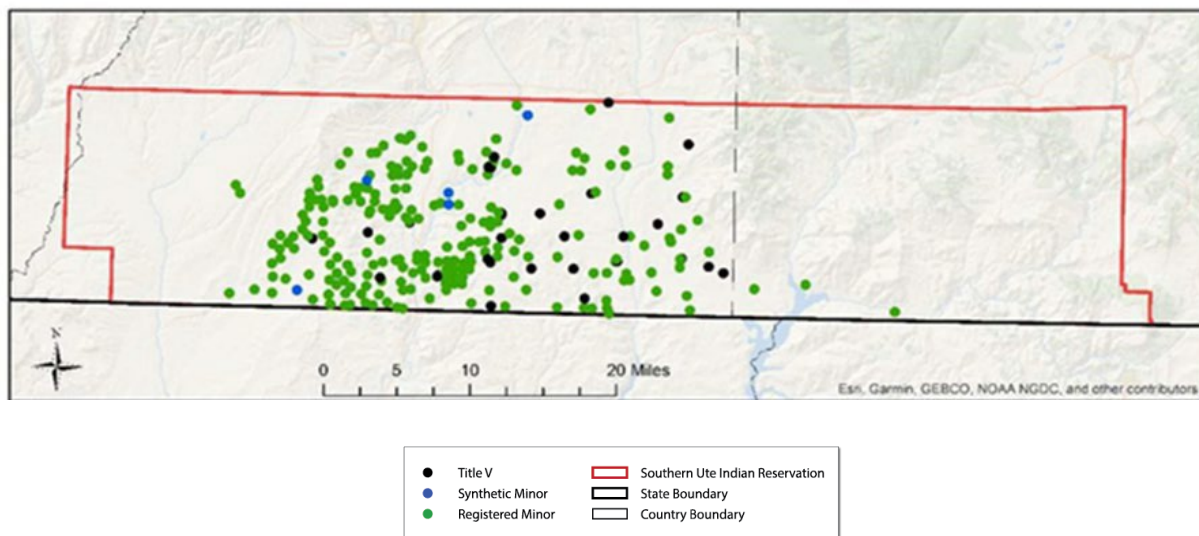 N
0 5 10 20 Miles
Esri, Garmin, GEBCO, NOAA NGDC, and other contributors
Title V
Southern Ute Indian Reservation
Synthetic Minor
State Boundary
Registered Minor
Country Boundary